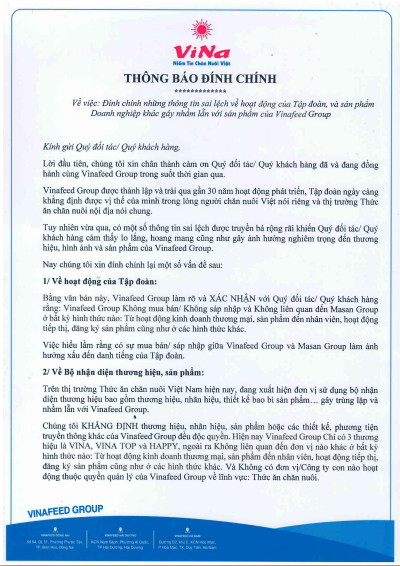 ViNa
Niềm Tin Chăn Nuôi Việt
THÔNG BÁO ĐÍNH CHÍNH
*************
Về việc: Đính chính những thông tin sai lệch về hoạt động của Tập đoàn, và sản phẩm
Doanh nghiệp khác gây nhầm lẫn với sản phẩm của Vinafeed Group
Kính gửi Quý đối tác/ Quý khách hàng,
Lời đầu tiên, chúng tôi xin chân thành cảm ơn Quý đối tác/ Quý khách hàng đã và đang đồng
hành cùng Vinafeed Group trong suốt thời gian qua.
Vinafeed Group được thành lập và trải qua gần 30 năm hoạt động phát triển, Tập đoàn ngày càng
khẳng định được vị thế của mình trong lòng người chăn nuôi Việt nói riêng và thị trường Thức
ăn chăn nuôi nội địa nói chung.
Tuy nhiên vừa qua, có một số thông tin sai lệch được truyền bá rộng rãi khiến Quý đối tác/ Quý
khách hàng cảm thấy lo lắng, hoang mang cũng như gây ảnh hưởng nghiêm trọng đến thương
hiệu, hình ảnh và sản phẩm của Vinafeed Group.
Nay chúng tôi xin đính chính lại một số vấn đề sau:
1/ Về hoạt động của Tập đoàn:
Bằng văn bản này, Vinafeed Group làm rõ và XÁC NHẬN với Quý đối tác/ Quý khách hàng
rằng: Vinafeed Group Không mua bán/ Không sáp nhập và Không liên quan đến Masan Group
ở bất kỳ hình thức nào: Từ hoạt động kinh doanh thương mại, sản phẩm đến nhân viên, hoạt động
tiếp thị, đăng ký sản phẩm cũng như ở các hình thức khác.
Việc hiểu lầm rằng có sự mua bán/ sáp nhập giữa Vinafeed Group và Masan Group làm ảnh
hưởng xấu đến danh tiếng của Tập đoàn.
2/ Về Bộ nhận diện thương hiệu, sản phẩm:
Trên thị trường Thức ăn chăn nuôi Việt Nam hiện nay, đang xuất hiện đơn vị sử dụng bộ nhận
diện thương hiệu bao gồm thương hiệu, nhãn hiệu, thiết kế bao bì sản phẩm… gây trùng lặp và
nhầm lẫn với Vinafeed Group.
Chúng tôi KHẲNG ĐỊNH thương hiệu, nhãn hiệu, sản phẩm hoặc các thiết kế, phương tiện
truyền thông khác của Vinafeed Group đều độc quyền. Hiện nay Vinafeed Group Chỉ có 3 thương
hiệu là VINA, VINA TOP và HAPPY, ngoài ra Không liên quan đến đơn vị nào khác ở bất kỳ
hình thức nào: Từ hoạt động kinh doanh thương mại, sản phẩm đến nhân viên, hoạt động tiếp thị,
đăng ký sản phẩm cũng như ở các hình thức khác. Và Không có đơn vị/Công ty con nào hoạt
động thuộc quyền quản lý của Vinafeed Group về lĩnh vực: Thức ăn chăn nuôi.
VINAFEED GROUP